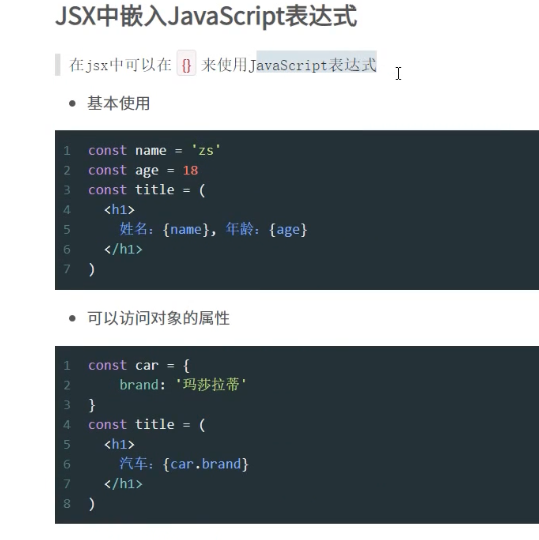 JSX中嵌入JavaScript表达式
在jsx中可以在 {} 来使用JavaScript表达式
基本使用
1 const name = 'zs'
2 const age = 18
3 const title = (
4 <h1>
5 姓名：{name}, 年龄：{age}
6 </h1>
7 )
可以访问对象的属性
1 const car = {
2 brand: '玛莎拉蒂'
3 }
4 const title = (
5 <h1>
6 汽车：{car.brand}
7 </h1>
8 )